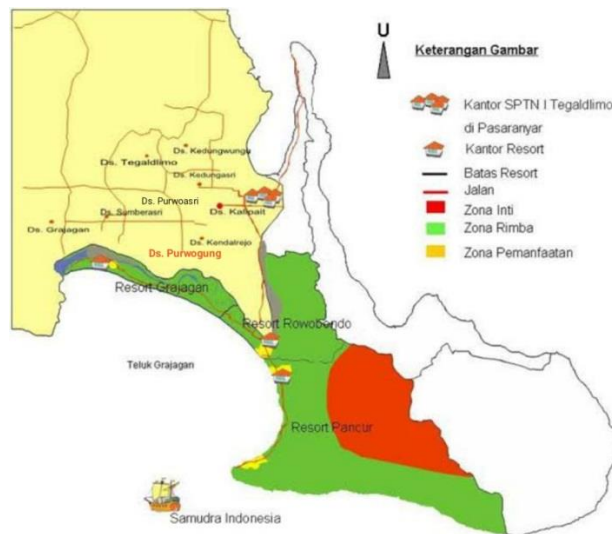 U
Keterangan Gambar
Kantor SPTN I Tegaldlimo
di Pasaranyar
Kantor Resort
Batas Resort
Jalan
Zona Inti
Zona Rimba
Zona Pemanfaatan
Ds. Kedungwungu
Ds. Tegaldlimo
Ds. Kedungasri
Ds. Purwoasri
Ds. Sumberasri
Ds. Kalipait
Ds. Grajagan
Ds. Kendalrejo
Ds. Purwogung
Resort Grajagan
Resort Rowobendo
Teluk Grajagan
Resort Pancur
Samudra Indonesia